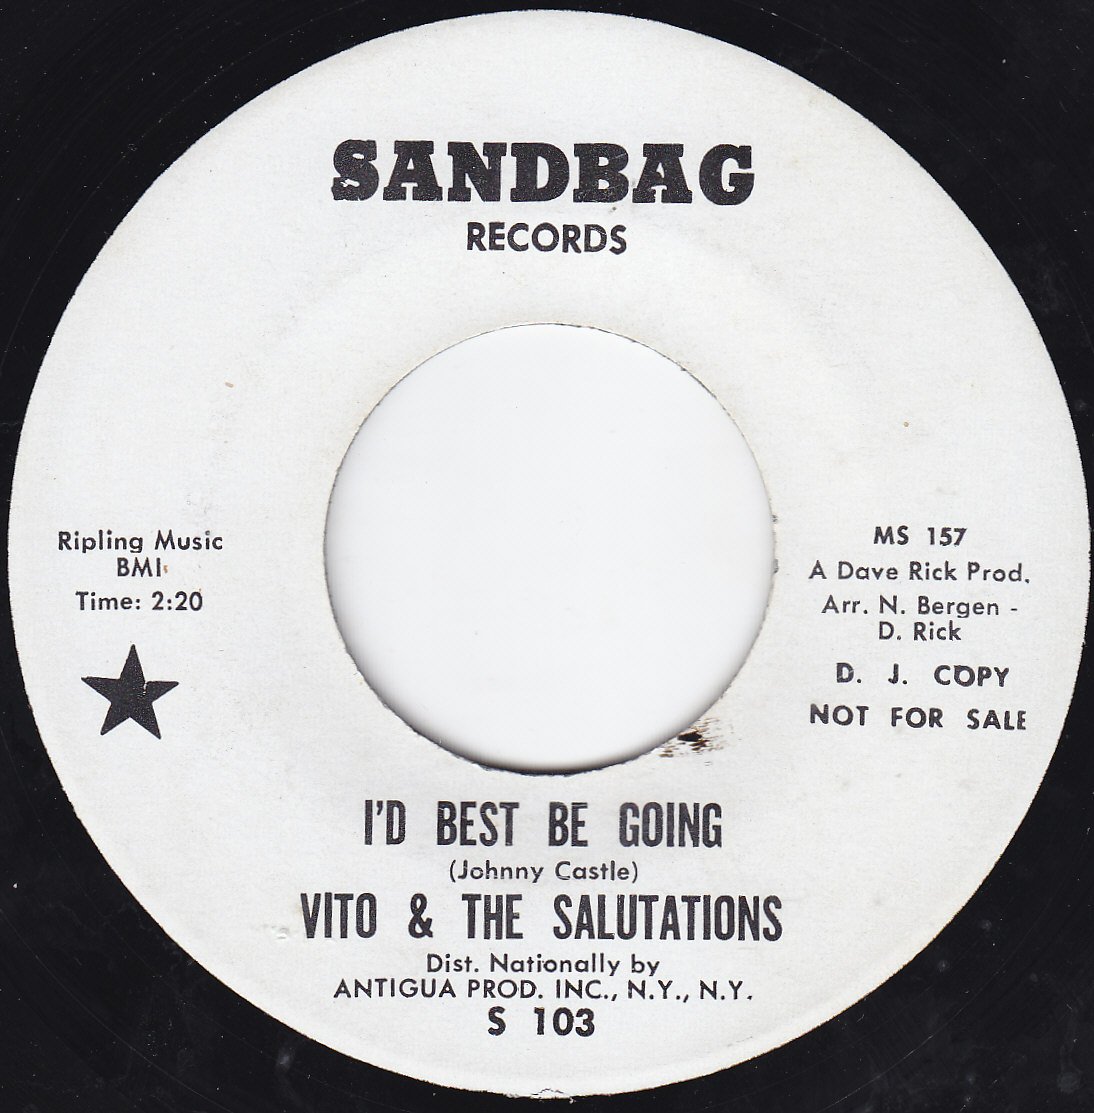 SANDBAG
RECORDS
Ripling Music
BMI
Time: 2:20
MS 157
A Dave Rick Prod.
Arr. N. Bergen -
D. Rick
D. J. COPY
NOT FOR SALE
I'D BEST BE GOING
(Johnny Castle)
VITO & THE SALUTATIONS
Dist. Nationally by
ANTIGUA PROD. INC., N.Y., N.Y.
S 103